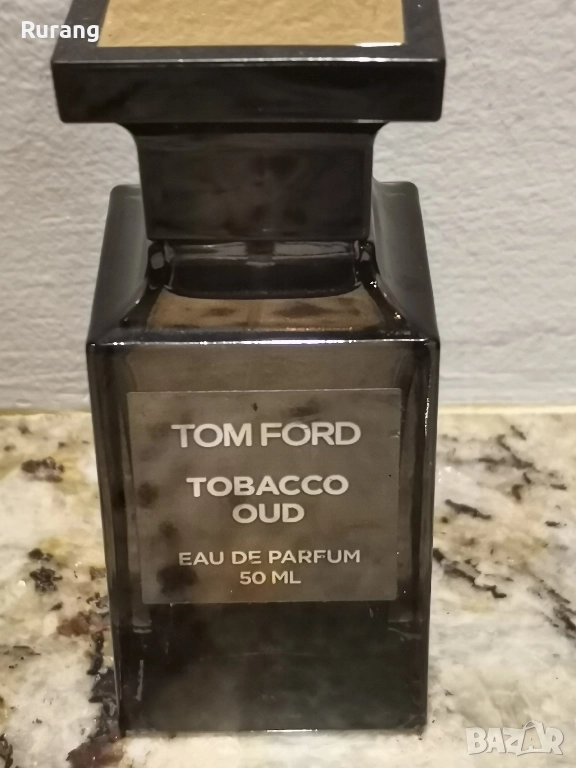 Rurang
TOM FORD
TOBACCO
OUD
EAU DE PARFUM
50 ML
BAZAR